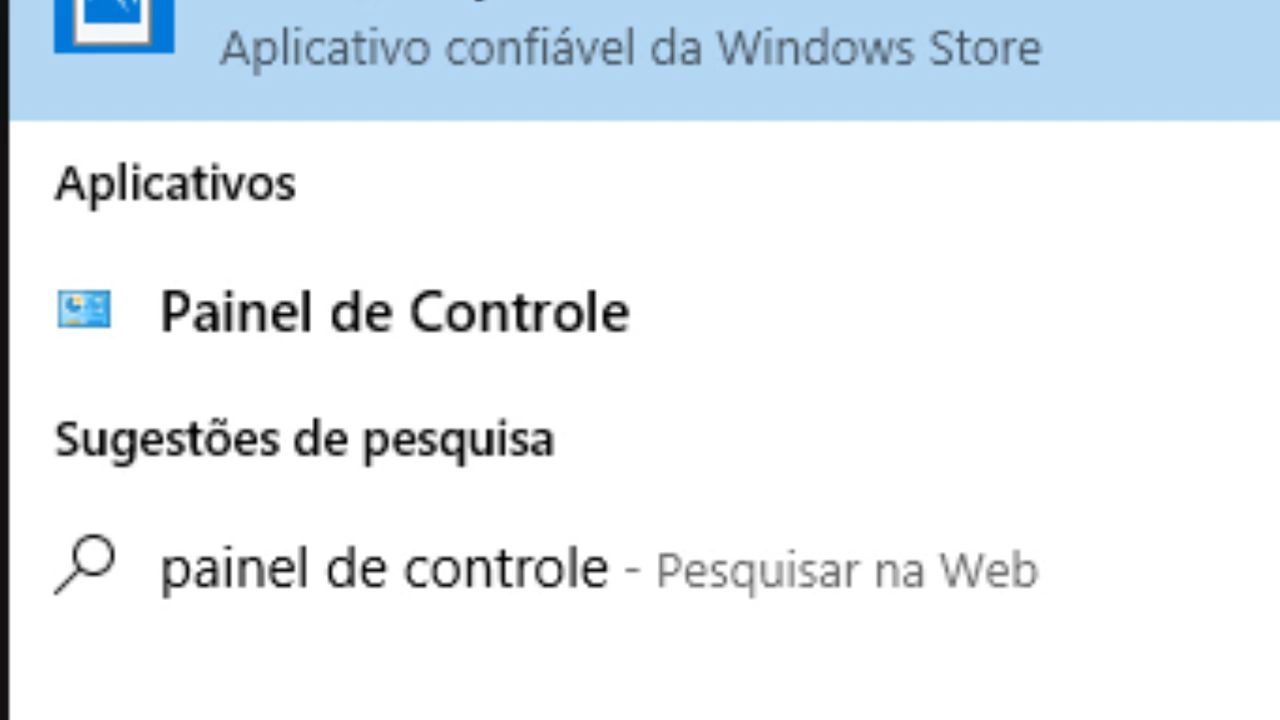 Aplicativo confiável da Windows Store
Aplicativos
Painel de Controle
Sugestões de pesquisa
painel de controle - Pesquisar na Web